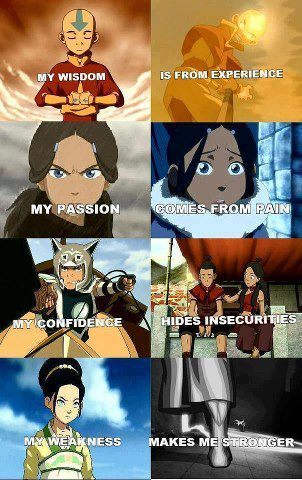 MY WISDOM
IS FROM EXPERIENCE
MY PASSION
COMES FROM PAIN
MY CONFIDENCE
HIDES INSECURITIES
MY WEAKNESS
MAKES ME STRONGER